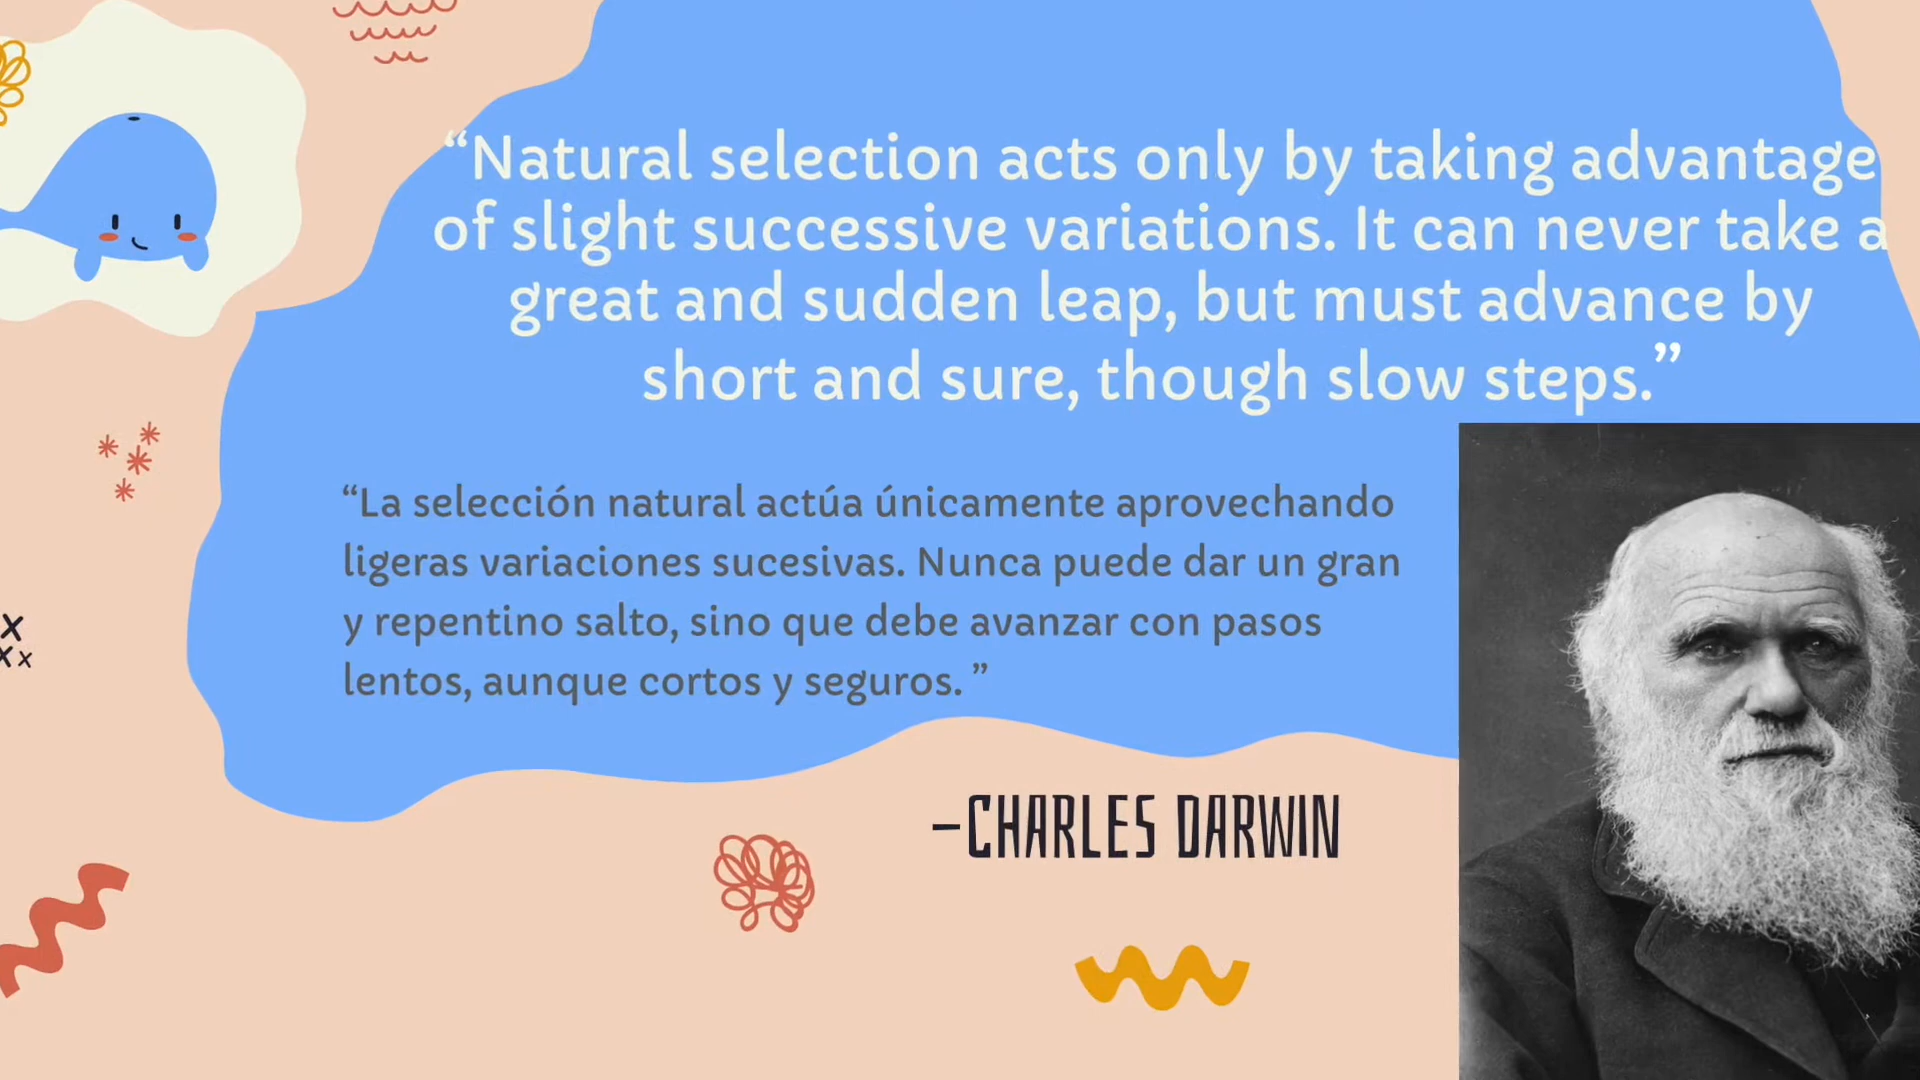 “Natural selection acts only by taking advantage
of slight successive variations. It can never take a
great and sudden leap, but must advance by
short and sure, though slow steps.”
“La selección natural actúa únicamente aprovechando
ligeras variaciones sucesivas. Nunca puede dar un gran
y repentino salto, sino que debe avanzar con pasos
lentos, aunque cortos y seguros. ”
–CHARLES DARWIN